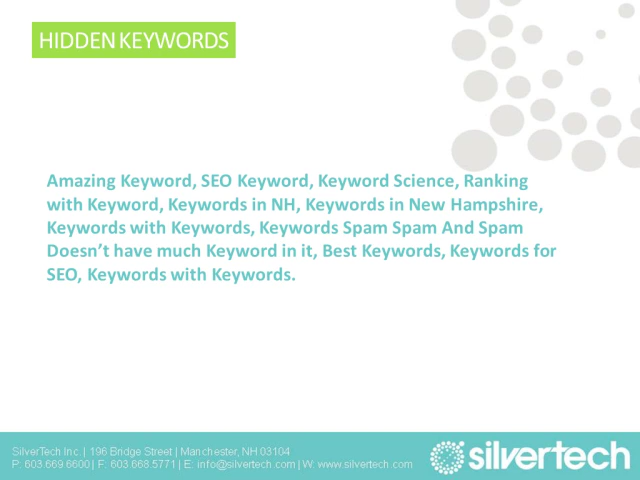 HIDDEN KEYWORDS
Amazing Keyword, SEO Keyword, Keyword Science, Ranking
with Keyword, Keywords in NH, Keywords in New Hampshire,
Keywords with Keywords, Keywords Spam Spam And Spam
Doesn’t have much Keyword in it, Best Keywords, Keywords for
SEO, Keywords with Keywords.
SilverTech Inc. | 196 Bridge Street | Manchester, NH 03104
P: 603.669.6600 | F: 603.668.5771 | E: info@silvertech.com | W: www.silvertech.com
silvertech